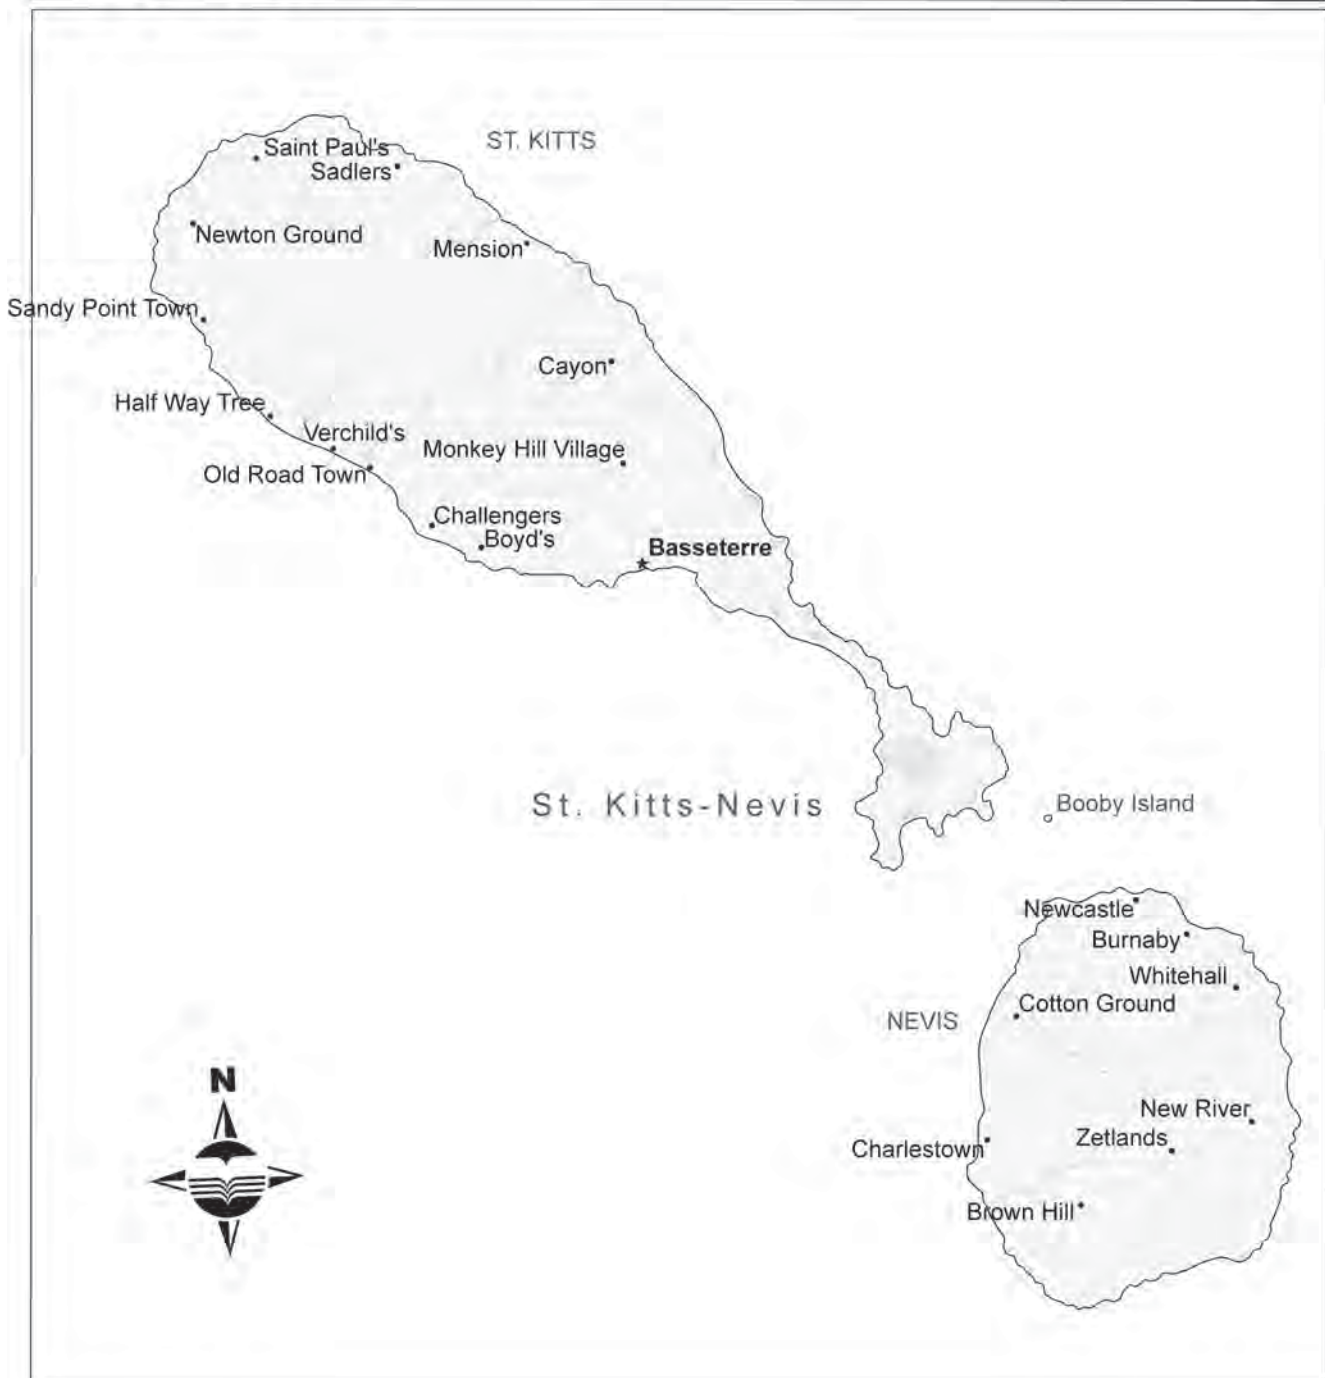 ST. KITTS
Saint Paul's
Sadlers
Newton Ground
Mension
Sandy Point Town
Cayon
Half Way Tree
Verchild's
Monkey Hill Village
Old Road Town
Challengers
Boyd's
Basseterre
St. Kitts-Nevis
Booby Island
Newcastle
Burnaby
Whitehall
Cotton Ground
NEVIS
N
New River
Zetlands
Charlestown
Brown Hill